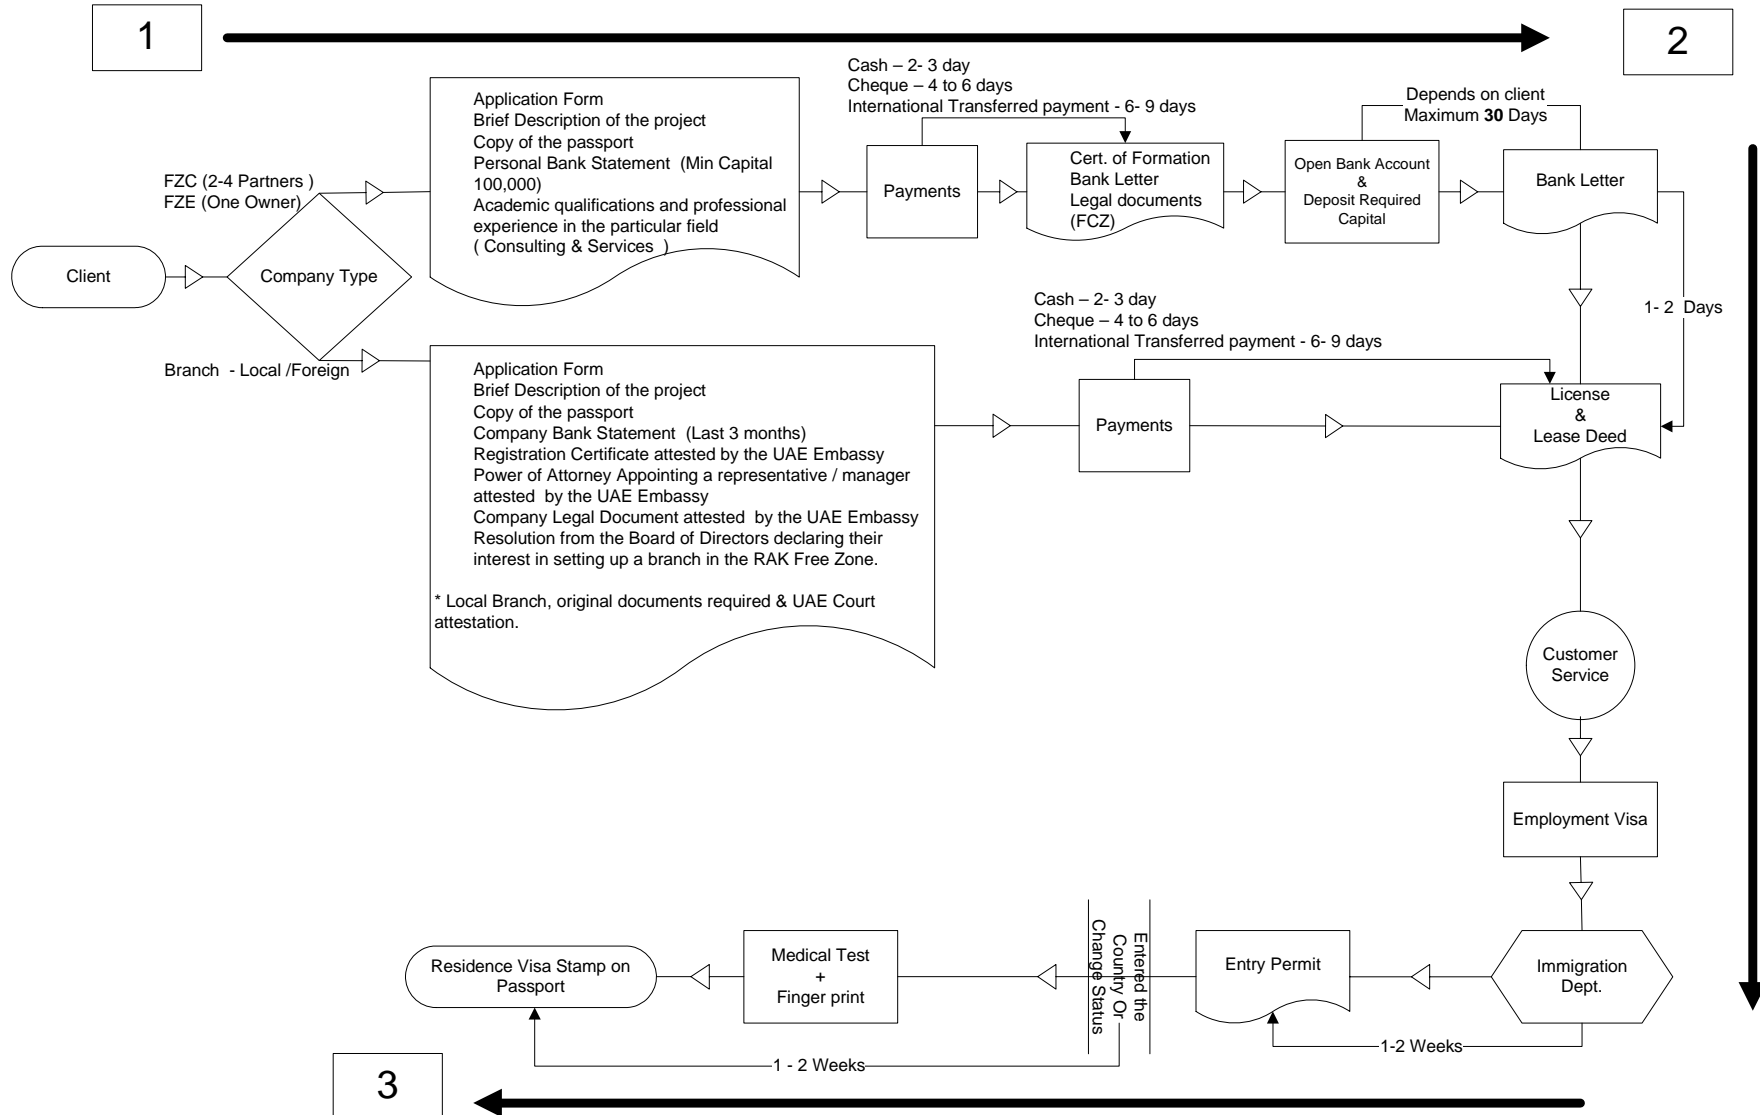 1
2
Cash – 2- 3 day
Cheque – 4 to 6 days
International Transferred payment - 6- 9 days
Depends on client
Maximum 30 Days
Application Form
Brief Description of the project
Copy of the passport
Personal Bank Statement (Min Capital
100,000)
Academic qualifications and professional
experience in the particular field
( Consulting & Services )
FZC (2-4 Partners )
FZE (One Owner)
Payments
Cert. of Formation
Bank Letter
Legal documents
(FCZ)
Open Bank Account
&
Deposit Required
Capital
Bank Letter
Client
Company Type
1- 2 Days
Cash – 2- 3 day
Cheque – 4 to 6 days
International Transferred payment - 6- 9 days
Branch - Local /Foreign
Application Form
Brief Description of the project
Copy of the passport
Company Bank Statement (Last 3 months)
Registration Certificate attested by the UAE Embassy
Power of Attorney Appointing a representative / manager
attested by the UAE Embassy
Company Legal Document attested by the UAE Embassy
Resolution from the Board of Directors declaring their
interest in setting up a branch in the RAK Free Zone.
* Local Branch, original documents required & UAE Court
attestation.
Payments
License
&
Lease Deed
Customer
Service
Employment Visa
Immigration
Dept.
Entry Permit
Entered the
Country Or
Change Status
Medical Test
+
Finger print
Residence Visa Stamp on
Passport
1-2 Weeks
1 - 2 Weeks
3